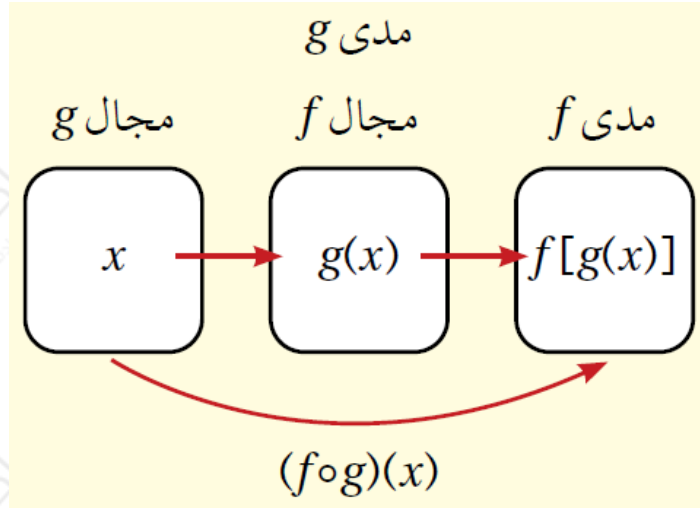 مدى g
مجال g
مجال f
مدى f
x
g(x)
f[g(x)]
(f∘g)(x)